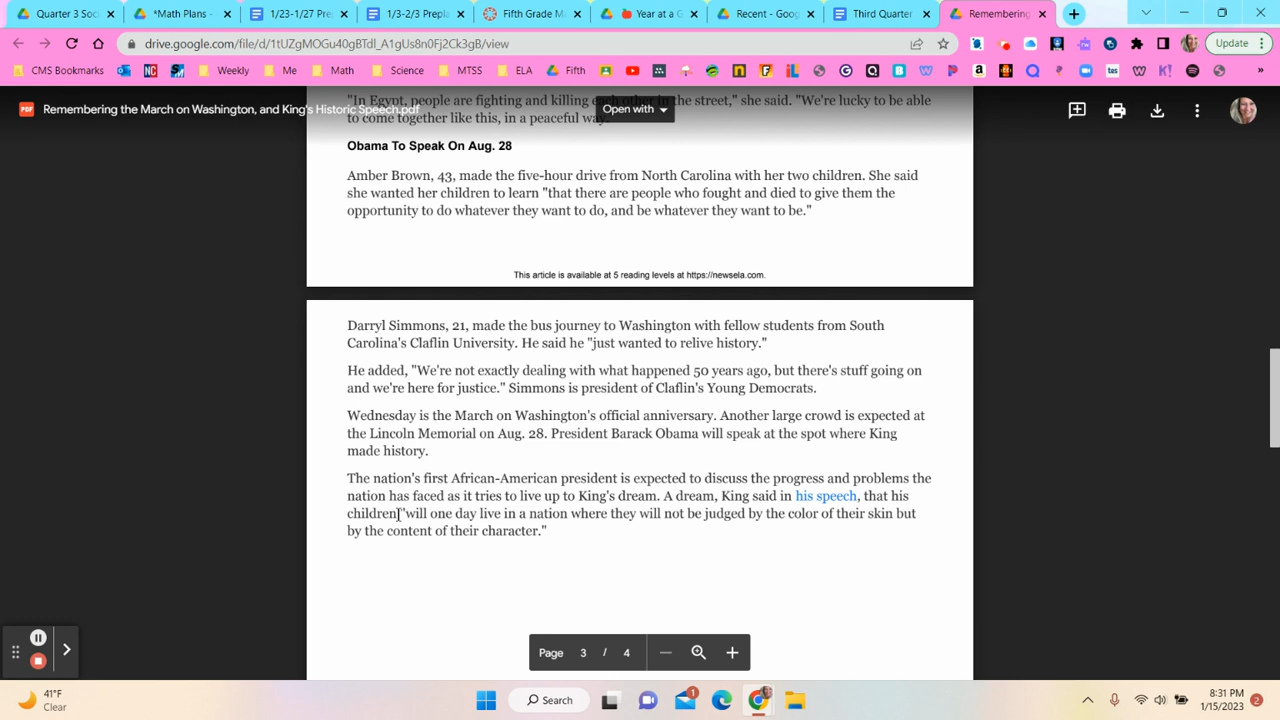 Quarter 3 Soci
*Math Plans -
1/23-1/27 Prep
1/3-2/3 Prepla
Fifth Grade M
Year at a G
Recent - Goog
Third Quarter
Remembering
drive.google.com/file/d/1tUZgMOGu40gBTdl_A1gUs8n0Fj2Ck3gB/view
Update
CMS Bookmarks
Weekly
Me
Math
Science
MTSS
ELA
Fifth
Remembering the March on Washington, and King's Historic Speech.pdf
Open with
"In Egypt, people are fighting and killing each other in the street," she said. "We're lucky to be able
to come together like this, in a peaceful way.
Obama To Speak On Aug. 28
Amber Brown, 43, made the five-hour drive from North Carolina with her two children. She said
she wanted her children to learn "that there are people who fought and died to give them the
opportunity to do whatever they want to do, and be whatever they want to be."
This article is available at 5 reading levels at https://newsela.com.
Darryl Simmons, 21, made the bus journey to Washington with fellow students from South
Carolina's Claflin University. He said he "just wanted to relive history."
He added, "We're not exactly dealing with what happened 50 years ago, but there's stuff going on
and we're here for justice." Simmons is president of Claflin's Young Democrats.
Wednesday is the March on Washington's official anniversary. Another large crowd is expected at
the Lincoln Memorial on Aug. 28. President Barack Obama will speak at the spot where King
made history.
The nation's first African-American president is expected to discuss the progress and problems the
nation has faced as it tries to live up to King's dream. A dream, King said in his speech, that his
children "will one day live in a nation where they will not be judged by the color of their skin but
by the content of their character."
Page 3 / 4
41°F
Clear
Search
1
8:31 PM
1/15/2023
2